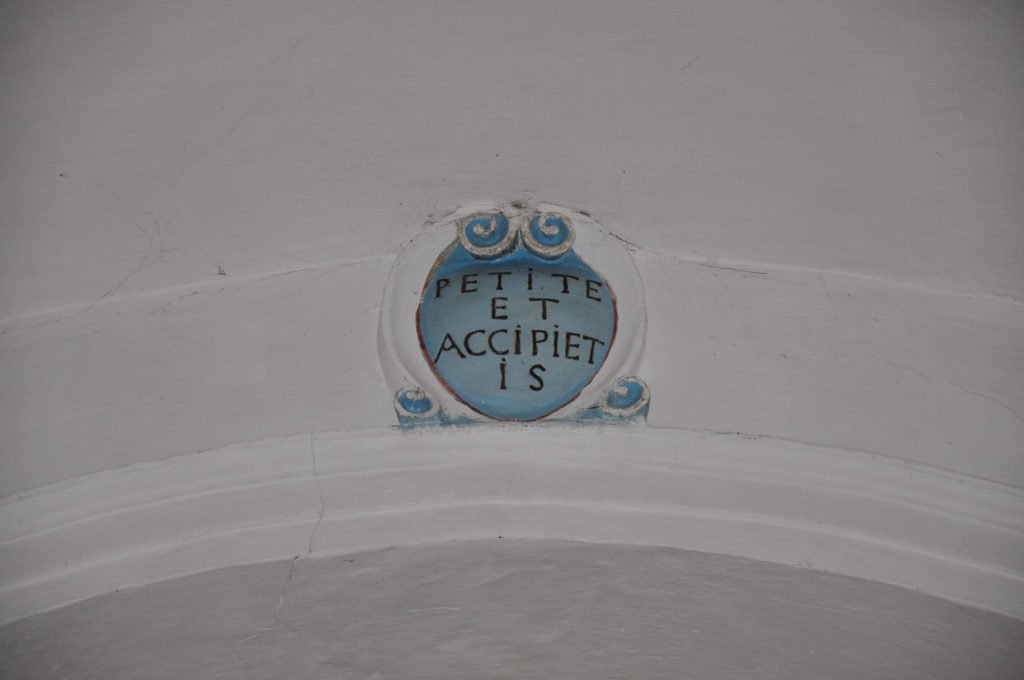 PETiTE
ET
ACCiPiET
iS